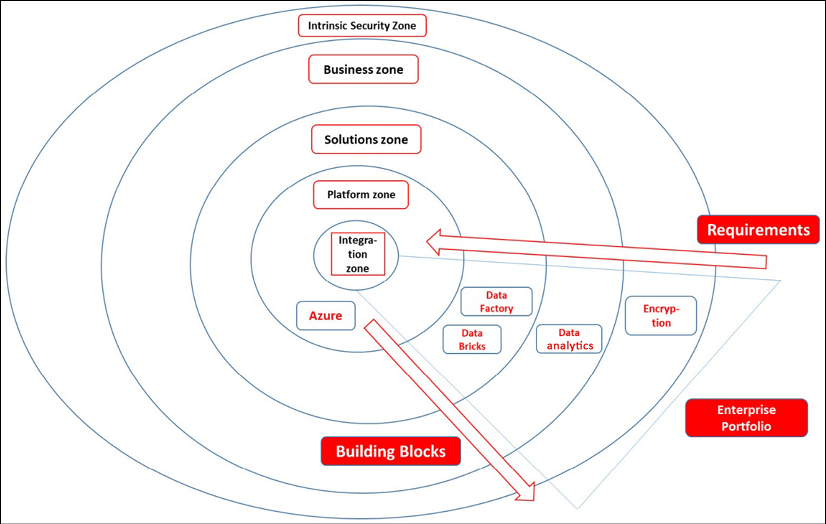 Intrinsic Security Zone
Business zone
Solutions zone
Platform zone
Integra-
tion
zone
Requirements
Azure
Data
Factory
Data
Bricks
Data
analytics
Encryp-
tion
Enterprise
Portfolio
Building Blocks